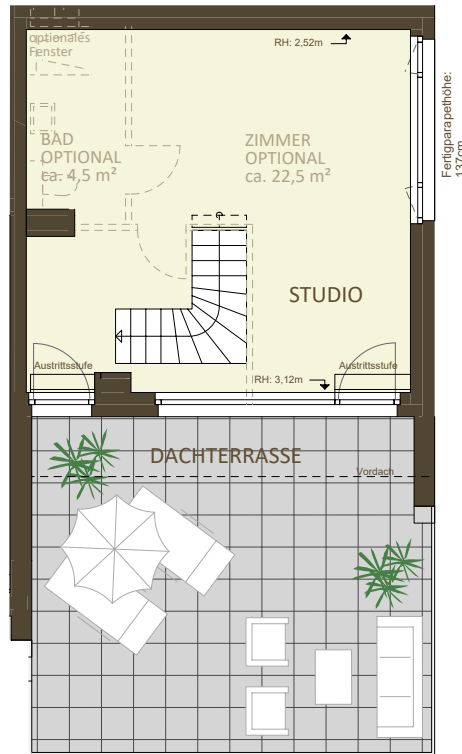 optionales
Fenster
RH: 2,52m
Fertigparapethöhe:
137cm
BAD
OPTIONAL
ca. 4,5 m²
ZIMMER
OPTIONAL
ca. 22,5 m²
STUDIO
Austrittsstufe
RH: 3,12m
Austrittsstufe
DACHTERRASSE
Vordach